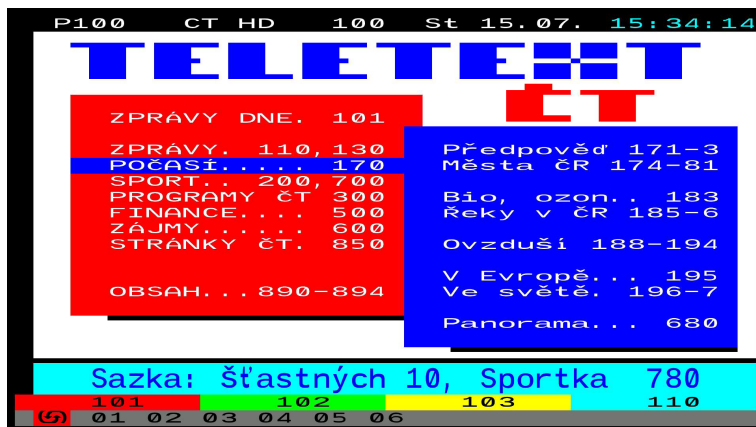 P100 CT HD 100 St 15.07. 15:34:14
TELETEXT
ČT
ZPRÁVY DNE. 101
ZPRÁVY. 110,130
POČASÍ..... 170
SPORT.. 200,700
PROGRAMY ČT 300
FINANCE.... 500
ZÁJMY...... 600
STRÁNKY ČT. 850
OBSAH...890-894
Předpověď 171-3
Města ČR 174-81
Bio, ozon.. 183
Řeky v ČR 185-6
Ovzduší 188-194
V Evropě... 195
Ve světě. 196-7
Panorama... 680
Sazka: Šťastných 10, Sportka 780
101 102 103 110
01 02 03 04 05 06